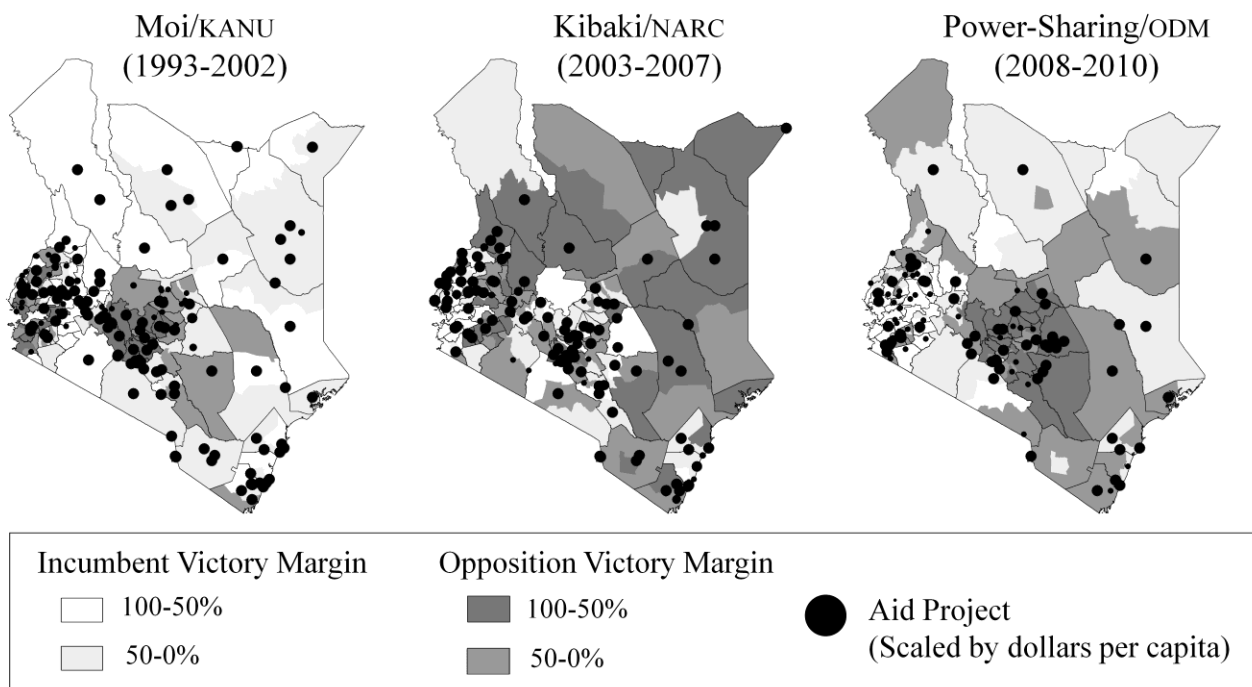 Moi/KANU
(1993-2002)
Kibaki/NARC
(2003-2007)
Power-Sharing/ODM
(2008-2010)
Incumbent Victory Margin
100-50%
50-0%
Opposition Victory Margin
100-50%
50-0%
Aid Project
(Scaled by dollars per capita)